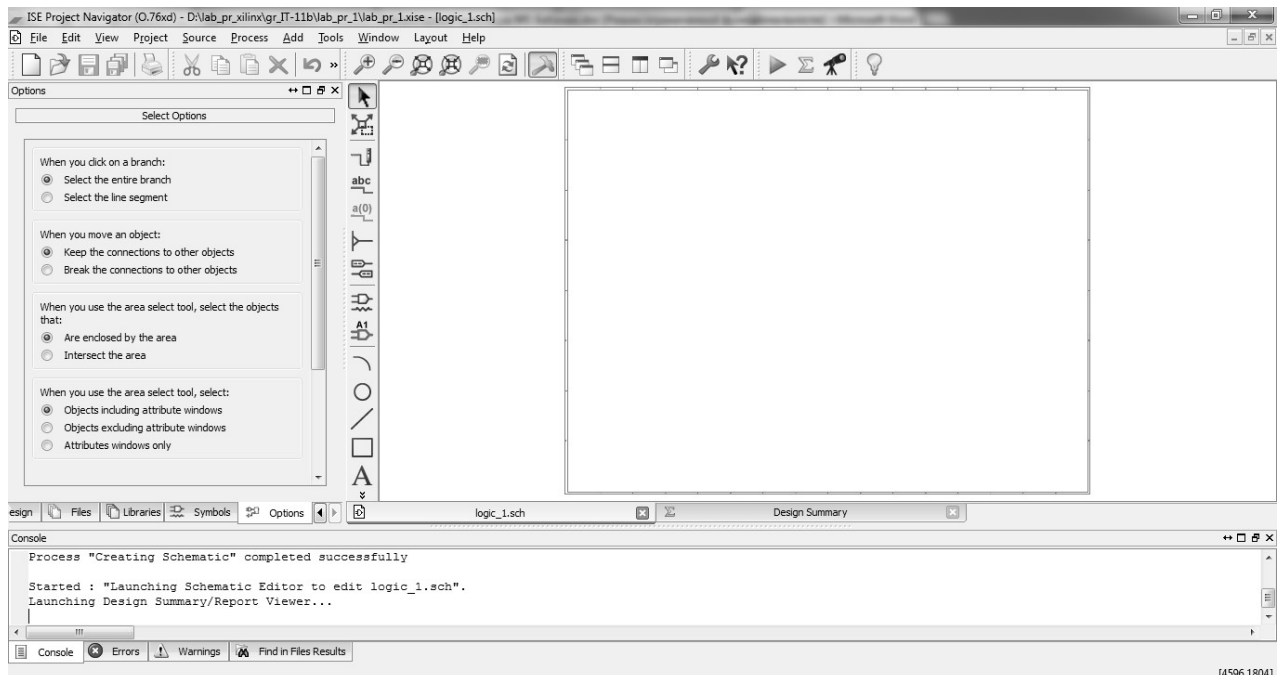 ISE Project Navigator (O.76xd) - D:\lab_pr_xilinx\gr_IT-11b\lab_pr_1\lab_pr_1.xise - [logic_1.sch]
File Edit View Project Source Process Add Tools Window Layout Help
Options
Select Options
When you click on a branch:
Select the entire branch
Select the line segment
When you move an object:
Keep the connections to other objects
Break the connections to other objects
When you use the area select tool, select the objects
that:
Are enclosed by the area
Intersect the area
When you use the area select tool, select:
Objects including attribute windows
Objects excluding attribute windows
Attributes windows only
abc
a(0)
A1
A
esign Files Libraries Symbols Options logic_1.sch Design Summary
Console
Process "Creating Schematic" completed successfully
Started : "Launching Schematic Editor to edit logic_1.sch".
Launching Design Summary/Report Viewer...
Console Errors Warnings Find in Files Results
[4596,1804]